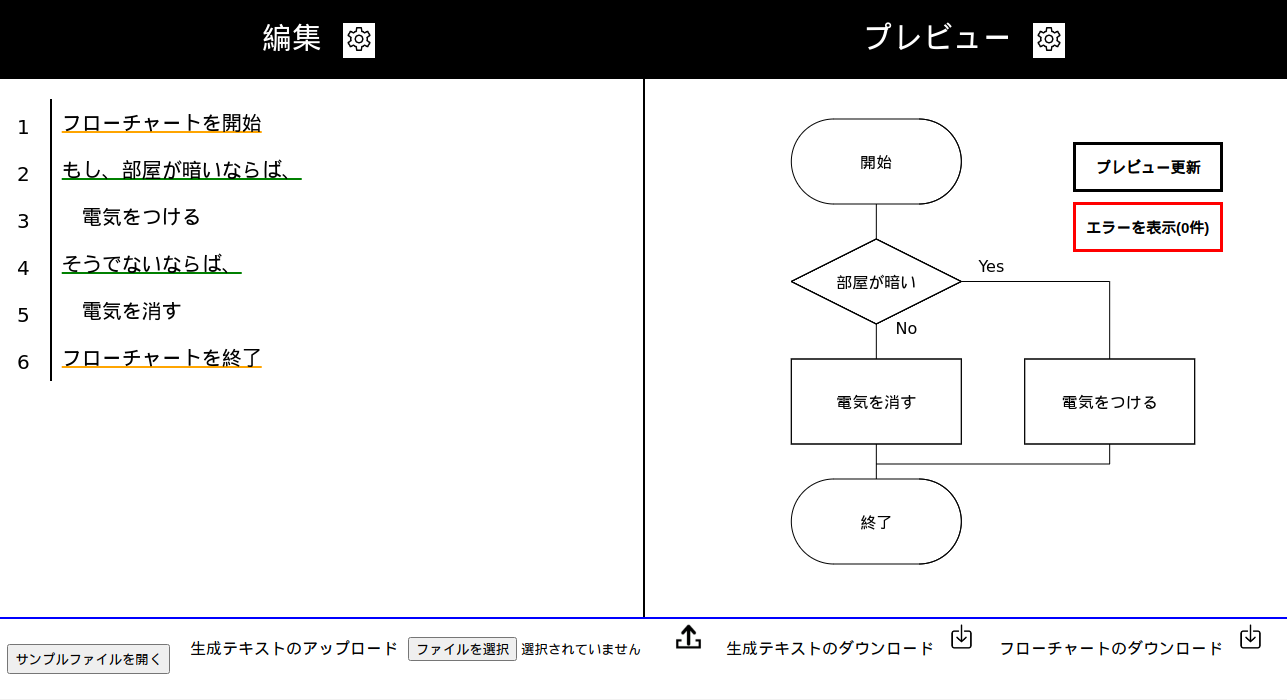 編集
プレビュー
1 フローチャートを開始
2 もし、部屋が暗いならば、
3 電気をつける
4 そうでないならば、
5 電気を消す
6 フローチャートを終了
開始
プレビュー更新
エラーを表示(0件)
部屋が暗い
Yes
No
電気を消す
電気をつける
終了
サンプルファイルを開く
生成テキストのアップロード
ファイルを選択 選択されていません
生成テキストのダウンロード
フローチャートのダウンロード